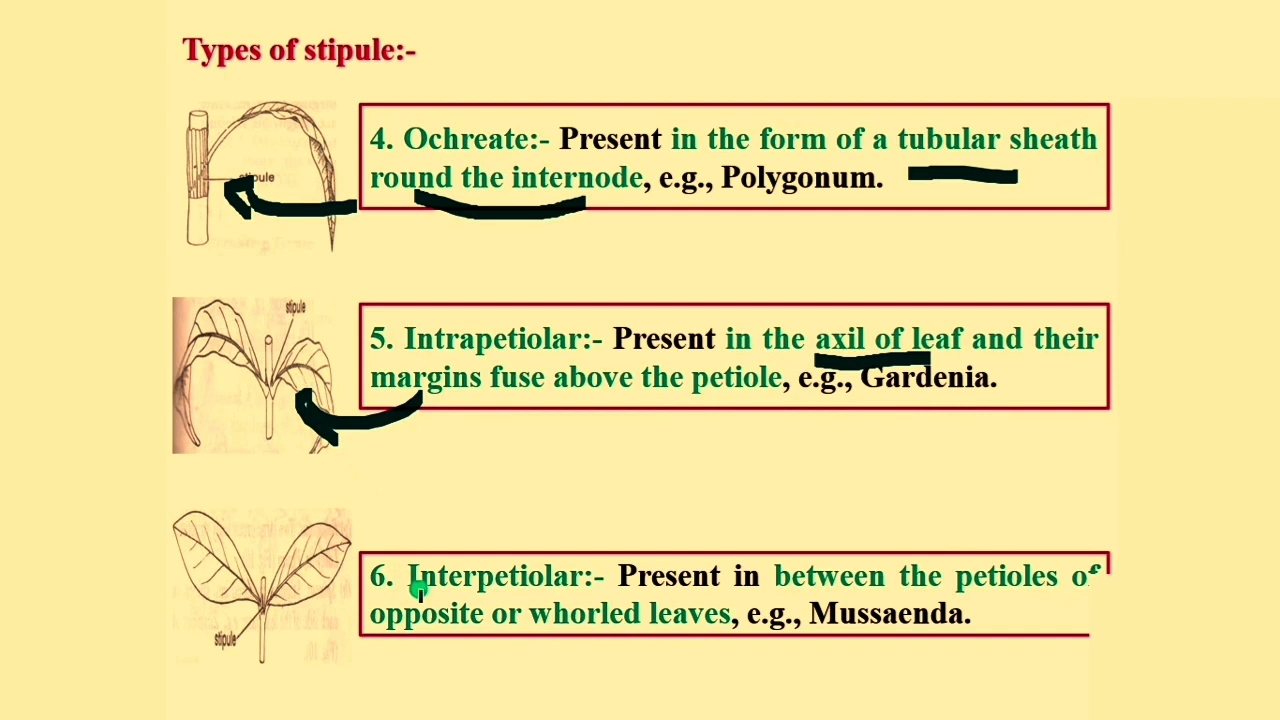 Types of stipule:-
stipule
4. Ochreate:- Present in the form of a tubular sheath
round the internode, e.g., Polygonum.
stipule
5. Intrapetiolar:- Present in the axil of leaf and their
margins fuse above the petiole, e.g., Gardenia.
stipule
6. Interpetiolar:- Present in between the petioles of
opposite or whorled leaves, e.g., Mussaenda.